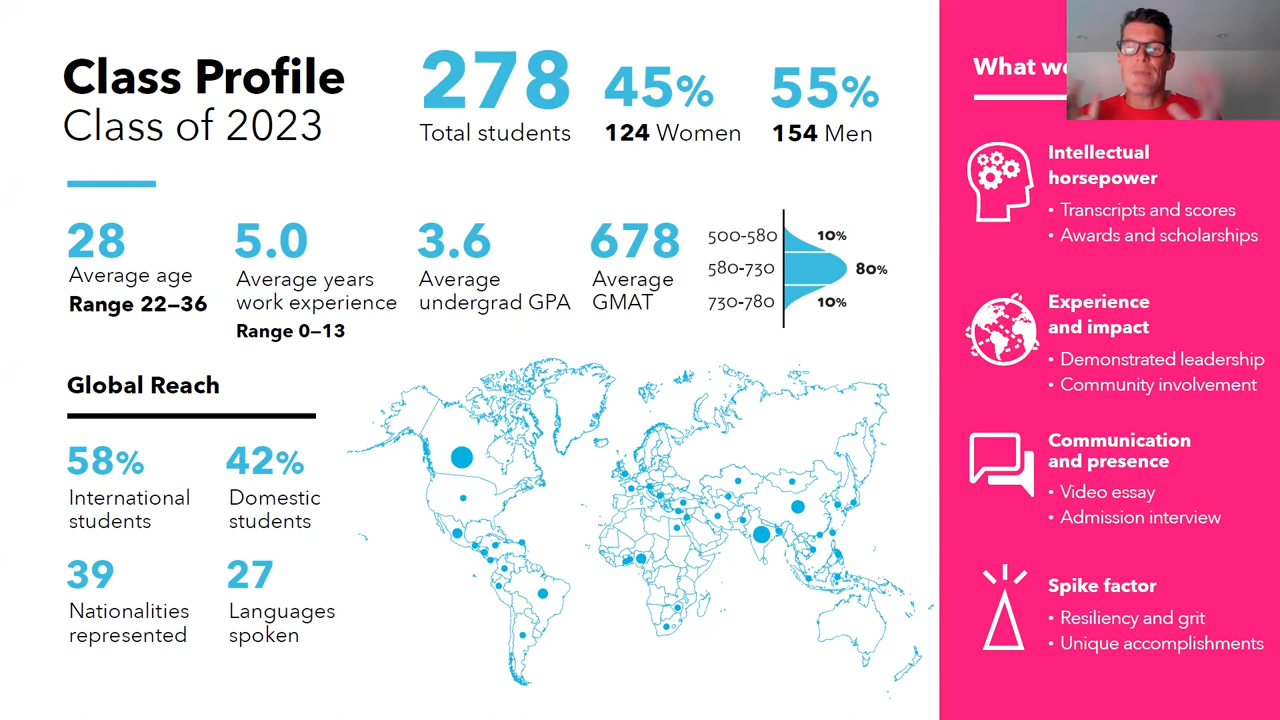 Class Profile
Class of 2023
278
Total students
45%
124 Women
55%
154 Men
28
Average age
Range 22–36
5.0
Average years
work experience
Range 0–13
3.6
Average
undergrad GPA
678
Average
GMAT
500-580 10%
580-730 80%
730-780 10%
Global Reach
58%
International
students
42%
Domestic
students
39
Nationalities
represented
27
Languages
spoken
What we
Intellectual
horsepower
• Transcripts and scores
• Awards and scholarships
Experience
and impact
• Demonstrated leadership
• Community involvement
Communication
and presence
• Video essay
• Admission interview
Spike factor
• Resiliency and grit
• Unique accomplishments